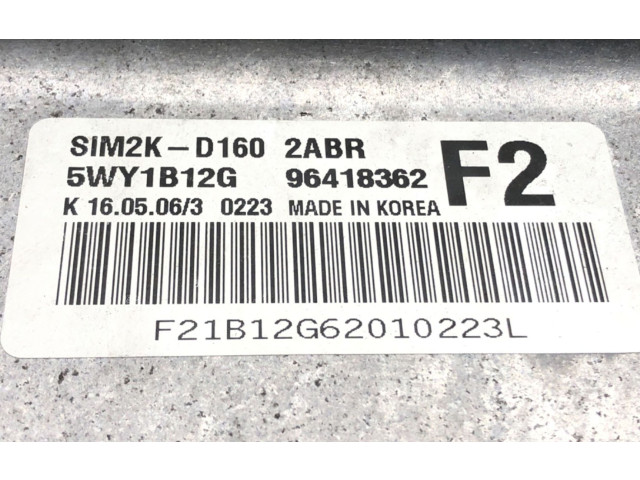 SIM2K-D160 2ABR F2
5WY1B12G 96418362
K 16.05.06/3 0223 MADE IN KOREA
F21B12G62010223L